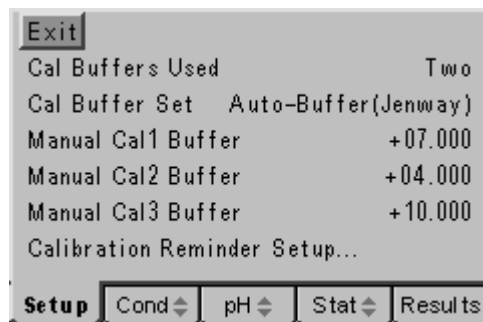 Exit
Cal Buffers Used Two
Cal Buffer Set Auto-Buffer(Jenway)
Manual Cal1 Buffer +07.000
Manual Cal2 Buffer +04.000
Manual Cal3 Buffer +10.000
Calibration Reminder Setup...
Setup Cond pH Stat Results